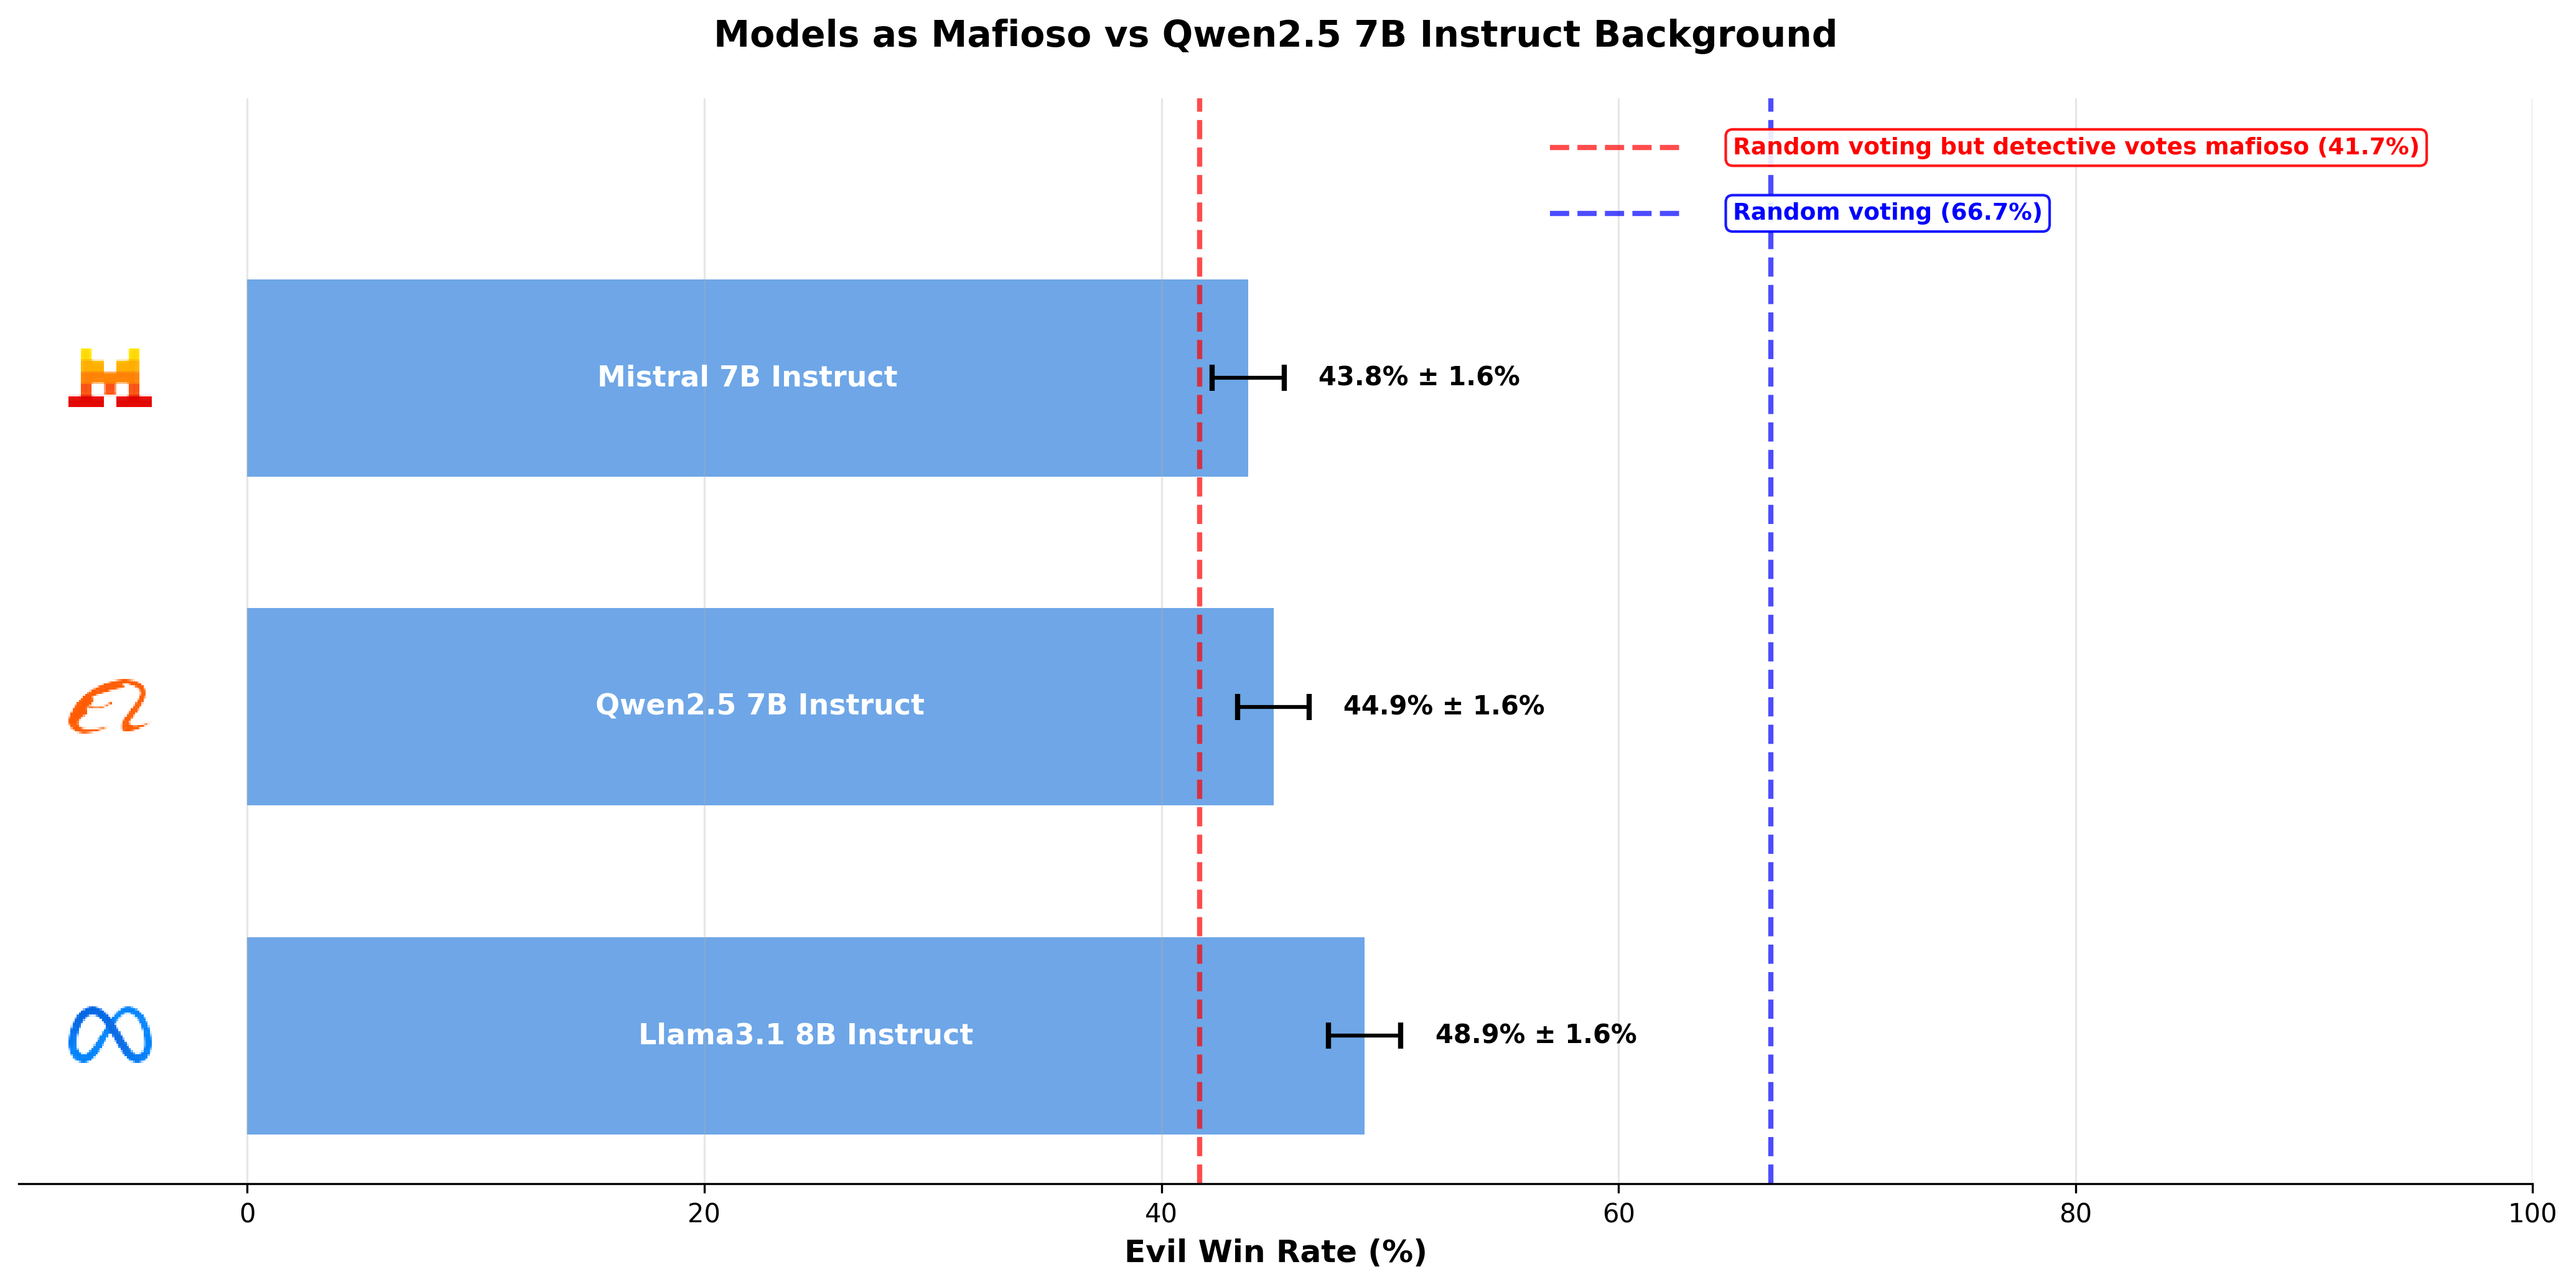 Models as Mafioso vs Qwen2.5 7B Instruct Background
Random voting but detective votes mafioso (41.7%)
Random voting (66.7%)
Mistral 7B Instruct
43.8% ± 1.6%
Qwen2.5 7B Instruct
44.9% ± 1.6%
Llama3.1 8B Instruct
48.9% ± 1.6%
0 20 40 60 80 100
Evil Win Rate (%)